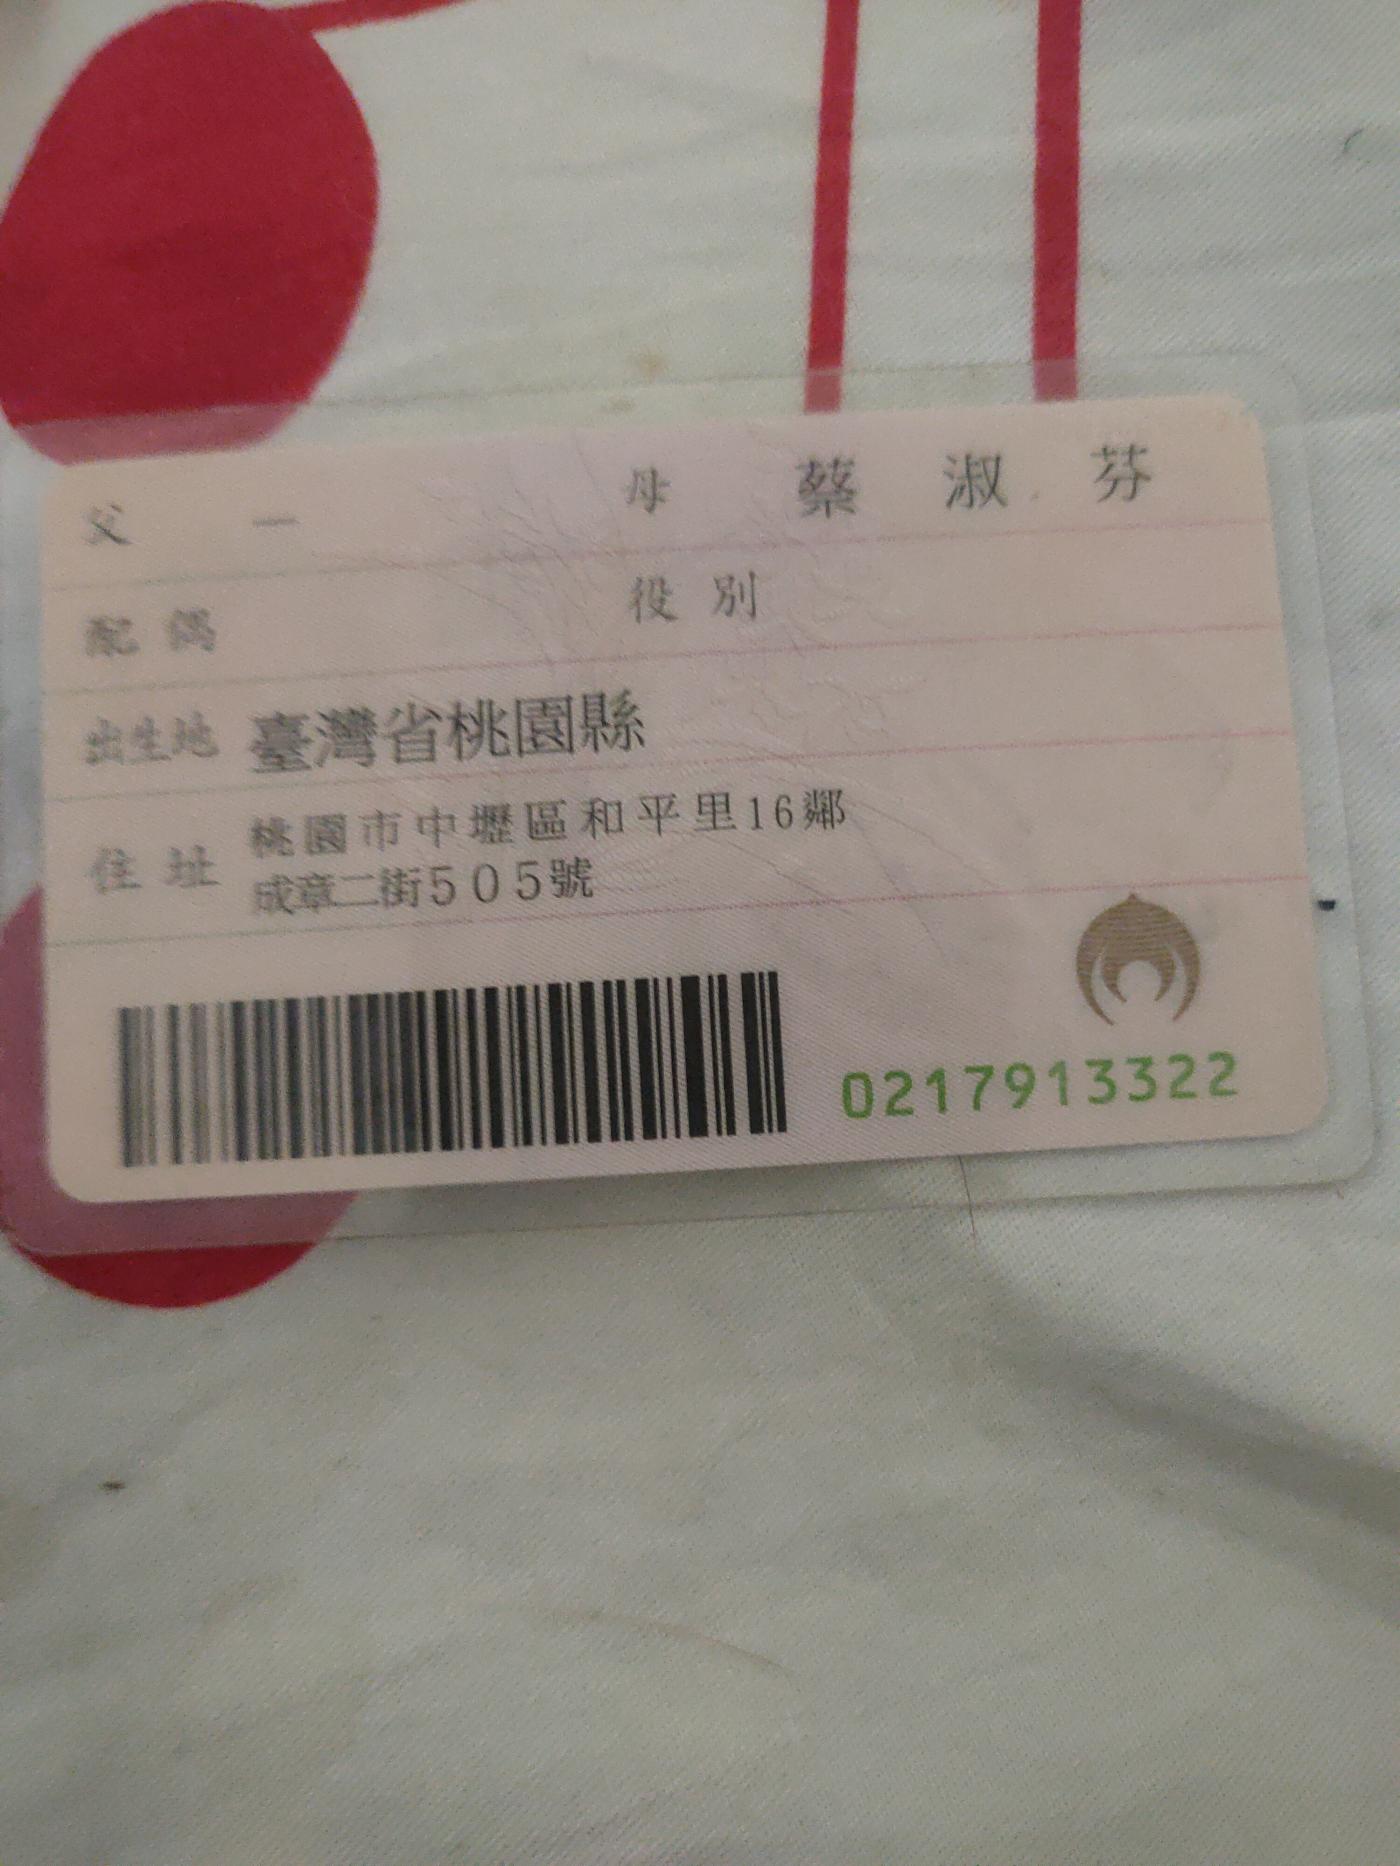 父 一 母 蔡淑芬
配偶 役別
出生地 臺灣省桃園縣
住址 桃園市中壢區和平里16鄰
成章二街505號
0217913322